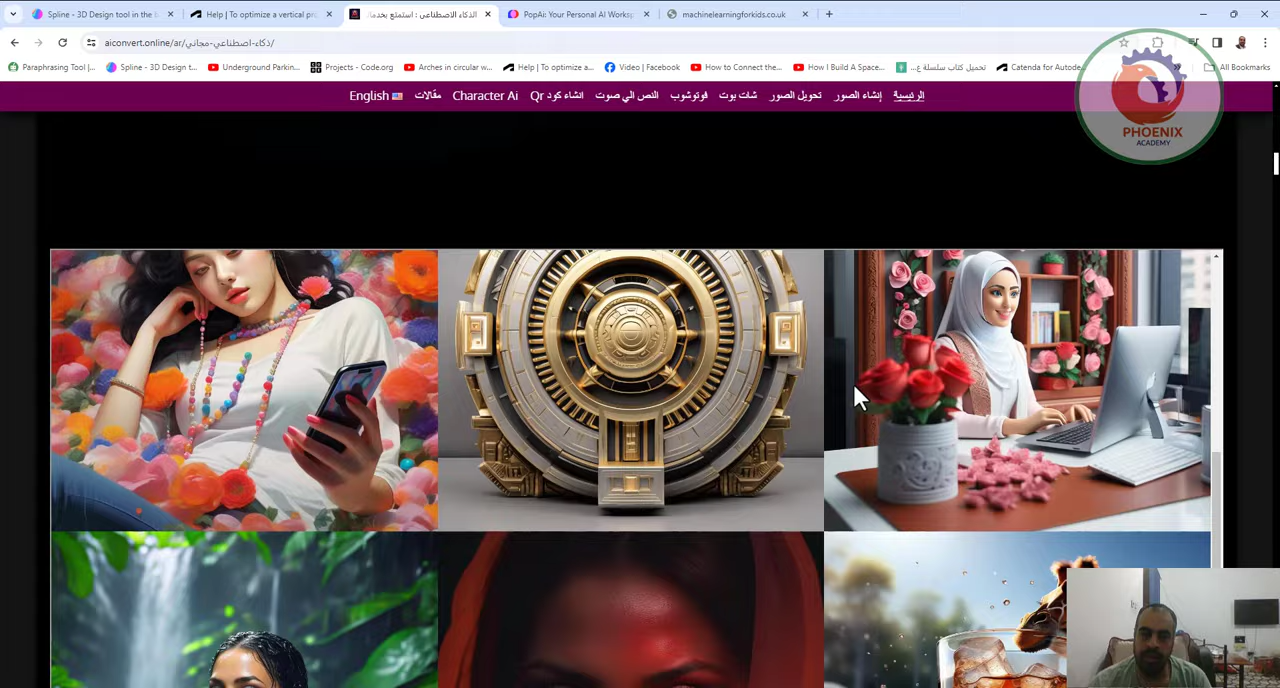 Spline - 3D Design tool in the b
Help | To optimize a vertical pro
الذكاء الاصطناعي : استمتع بخدما
PopAi: Your Personal AI Worksp
machinelearningforkids.co.uk
aiconvert.online/ar/ذكاء-اصطناعي-مجاني/
Paraphrasing Tool |...
Spline - 3D Design t...
Underground Parkin...
Projects - Code.org
Arches in circular w...
Help | To optimize a...
Video | Facebook
How to Connect the...
How I Build A Space...
تحميل كتاب سلسلة ع...
Catenda for Autode...
All Bookmarks
الرئيسية إنشاء الصور تحويل الصور شات بوت فوتوشوب النص الي صوت انشاء كود Qr Character Ai مقالات English
PHOENIX
ACADEMY